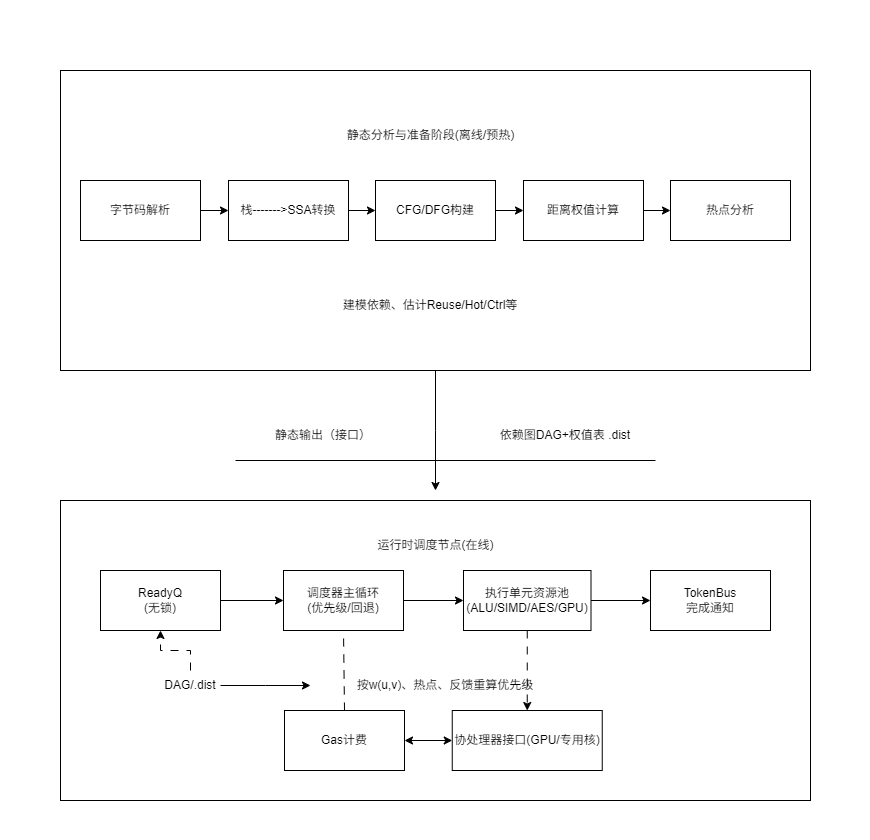 静态分析与准备阶段(离线/预热)
字节码解析
栈------->SSA转换
CFG/DFG构建
距离权值计算
热点分析
建模依赖、估计Reuse/Hot/Ctrl等
静态输出（接口）
依赖图DAG+权值表 .dist
运行时调度节点(在线)
ReadyQ
(无锁)
调度器主循环
(优先级/回退)
执行单元资源池
(ALU/SIMD/AES/GPU)
TokenBus
完成通知
DAG/.dist
按w(u,v)、热点、反馈重算优先级
Gas计费
协处理器接口(GPU/专用核)